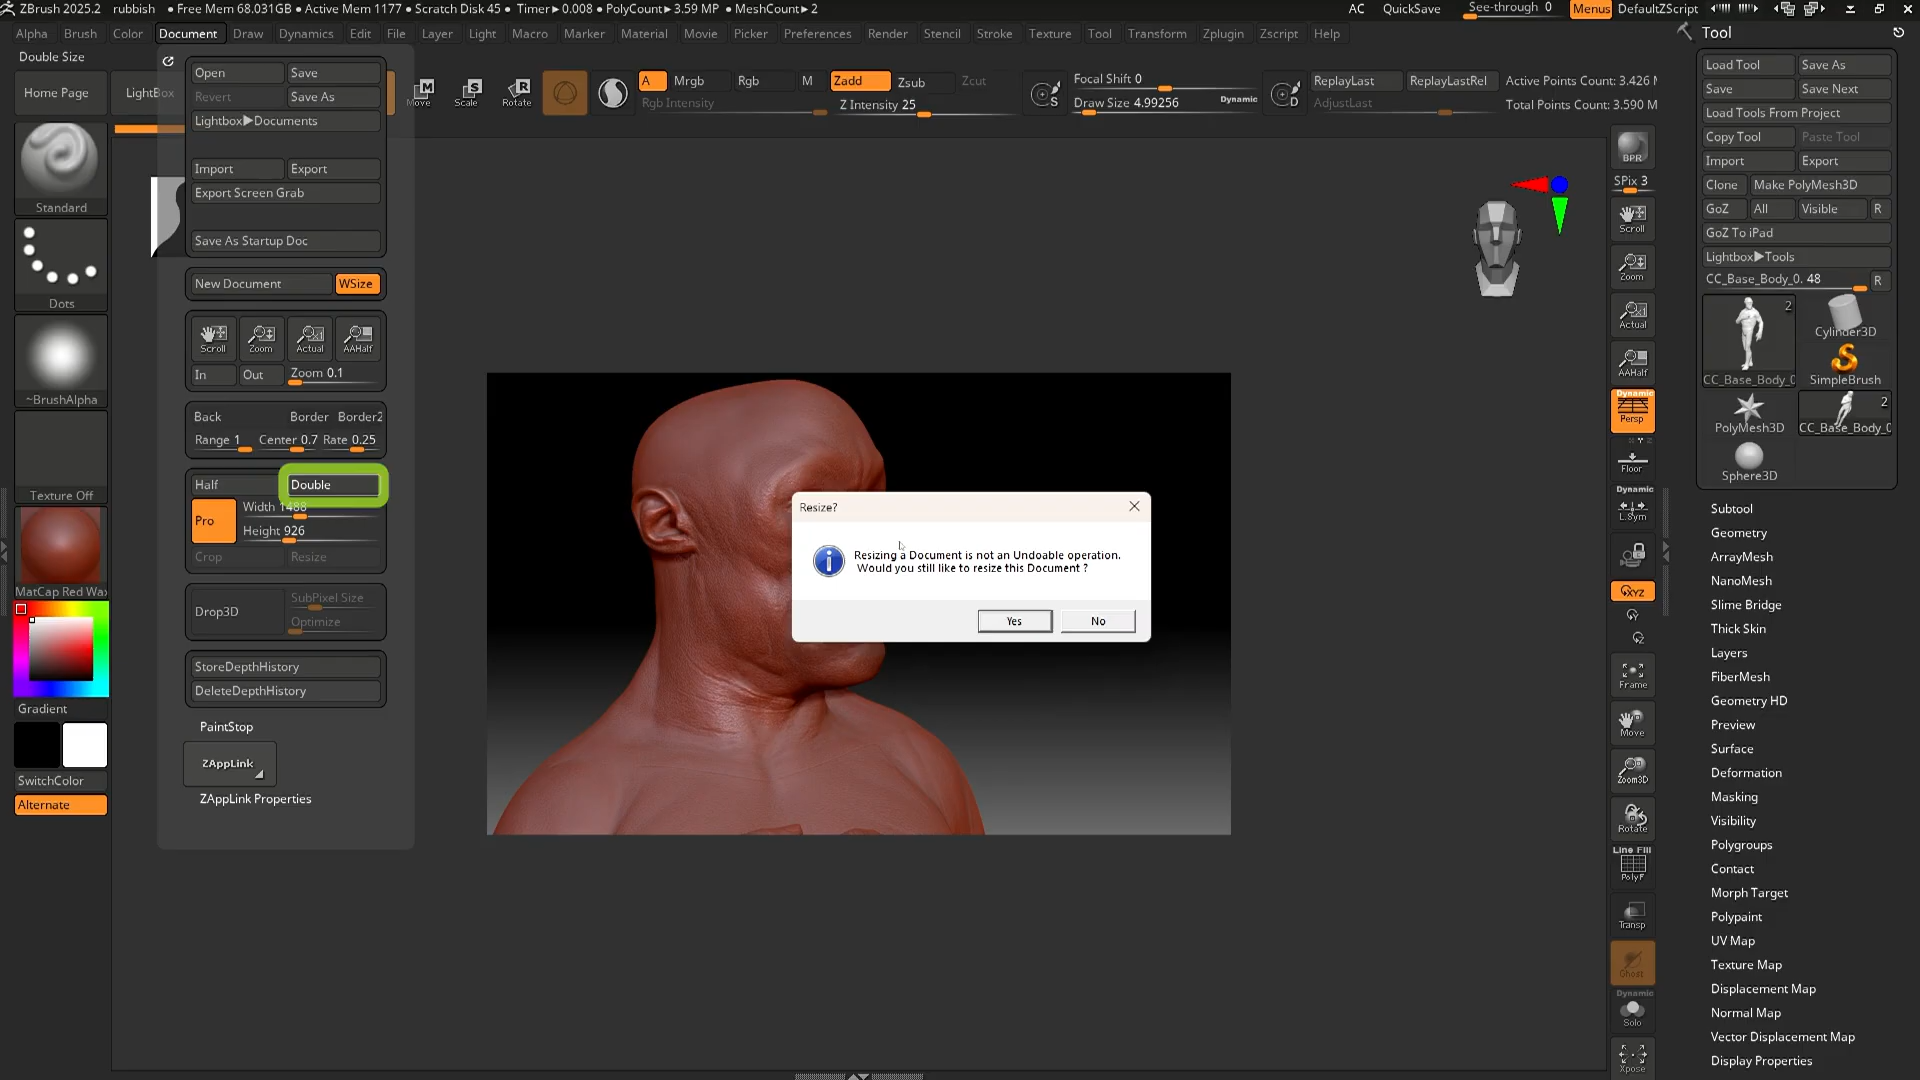 ZBrush 2025.2 rubbish • Free Mem 68.031GB • Active Mem 1177 • Scratch Disk 45 • Timer▶0.008 • PolyCount▶3.59 MP • MeshCount▶2 AC QuickSave See-through 0 Menus DefaultZScript
Alpha Brush Color Document Draw Dynamics Edit File Layer Light Macro Marker Material Movie Picker Preferences Render Stencil Stroke Texture Tool Transform Zplugin Zscript Help
Double Size
Home Page LightBox
Move Scale Rotate
A Mrgb Rgb M Zadd Zsub Zcut
Rgb Intensity Z Intensity 25
Focal Shift 0
Draw Size 4.99256 Dynamic
ReplayLast ReplayLastRel Active Points Count: 3.426
AdjustLast Total Points Count: 3.590 M
Standard
Dots
~BrushAlpha
Texture Off
MatCap Red Wax
Gradient
SwitchColor
Alternate
Open Save
Revert Save As
Lightbox▶Documents
Import Export
Export Screen Grab
Save As Startup Doc
New Document WSize
Scroll Zoom Actual AAHalf
In Out Zoom 0.1
Back Border Border2
Range 1 Center 0.7 Rate 0.25
Half Double
Pro Width 1488
Height 926
Crop Resize
Drop3D SubPixel Size
Optimize
StoreDepthHistory
DeleteDepthHistory
PaintStop
ZAppLink
ZAppLink Properties
Resize?
Resizing a Document is not an Undoable operation.
Would you still like to resize this Document ?
Yes No
BPR
SPix 3
Scroll
Zoom
Actual
AAHalf
Dynamic
Persp
Floor
Dynamic
L.Sym
XYZ
Y
Z
Frame
Move
Zoom3D
Rotate
Line Fill
PolyF
Transp
Ghost
Dynamic
Solo
Xpose
Tool
Load Tool Save As
Save Save Next
Load Tools From Project
Copy Tool Paste Tool
Import Export
Clone Make PolyMesh3D
GoZ All Visible R
GoZ To iPad
Lightbox▶Tools
CC_Base_Body_0. 48 R
2
Cylinder3D
CC_Base_Body_0 SimpleBrush
2
PolyMesh3D CC_Base_Body_0
Sphere3D
Subtool
Geometry
ArrayMesh
NanoMesh
Slime Bridge
Thick Skin
Layers
FiberMesh
Geometry HD
Preview
Surface
Deformation
Masking
Visibility
Polygroups
Contact
Morph Target
Polypaint
UV Map
Texture Map
Displacement Map
Normal Map
Vector Displacement Map
Display Properties